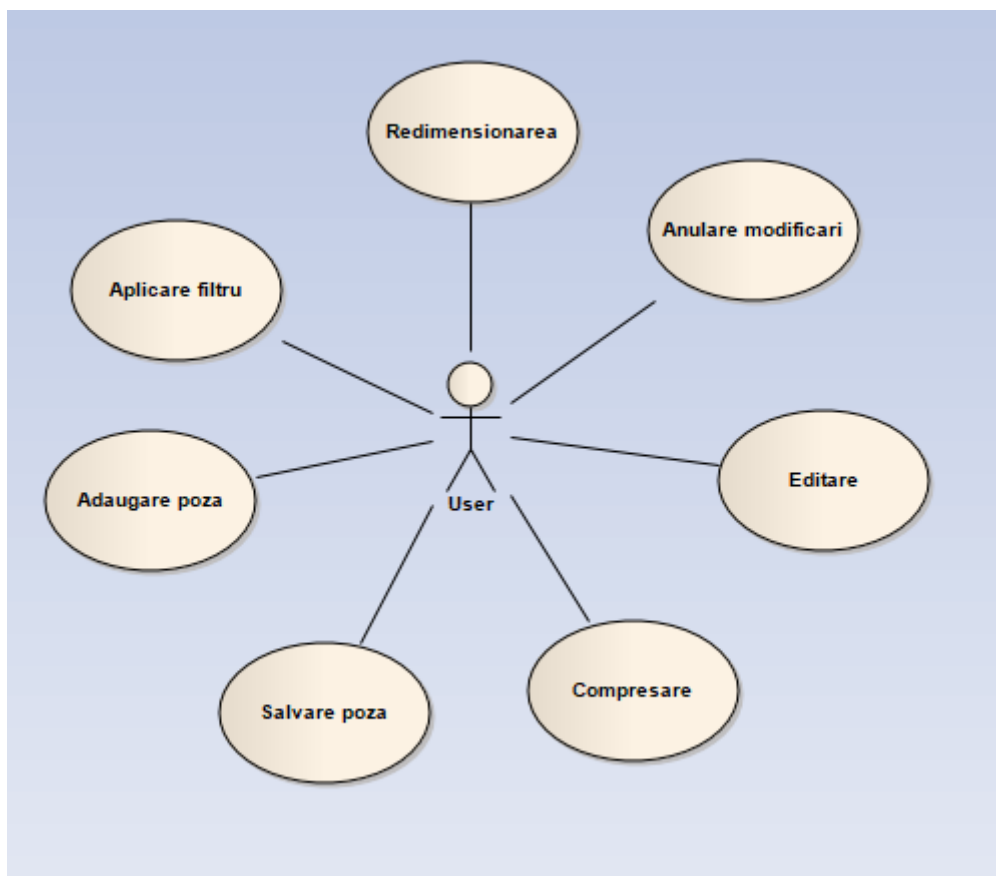 Redimensionarea
Anulare modificari
Aplicare filtru
Editare
Adaugare poza
User
Compresare
Salvare poza